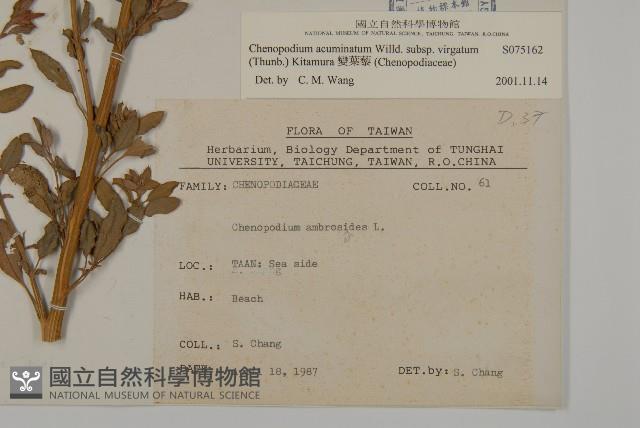 國立自然科學博物館
NATIONAL MUSEUM OF NATURAL SCIENCE, TAICHUNG, TAIWAN, R.O.CHINA
Chenopodium acuminatum Willd. subsp. virgatum S075162
(Thunb.) Kitamura 變葉藜 (Chenopodiaceae)
Det. by C. M. Wang 2001.11.14
D.37
FLORA OF TAIWAN
Herbarium, Biology Department of TUNGHAI
UNIVERSITY, TAICHUNG, TAIWAN, R.O.CHINA
FAMILY: CHENOPODIACEAE COLL.NO. 61
Chenopodium ambrosides L.
LOC.: TAAN: Sea side
HAB.: Beach
COLL.: S. Chang
DATE: 18, 1987 DET.by: S. Chang
國立自然科學博物館
NATIONAL MUSEUM OF NATURAL SCIENCE